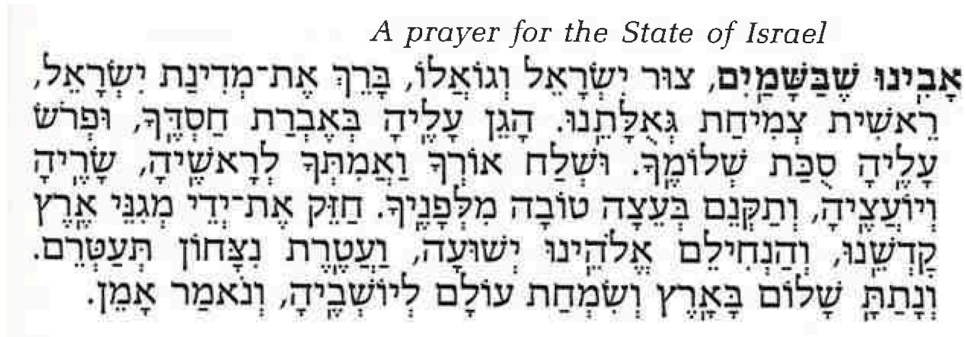 A prayer for the State of Israel
אָבִֽינוּ שֶׁבַּשָּׁמַֽיִם, צוּר יִשְׂרָאֵל וְגוֹאֲלוֹ, בָּרֵךְ אֶת־מְדִינַת יִשְׂרָאֵל,
רֵאשִׁית צְמִיחַת גְּאֻלָּתֵֽנוּ. הָגֵן עָלֶֽיהָ בְּאֶבְרַת חַסְדֶּֽךָ, וּפְרֹשׂ
עָלֶֽיהָ סֻכַּת שְׁלוֹמֶֽךָ. וּשְׁלַח אוֹרְךָ וַאֲמִתְּךָ לְרָאשֶֽׁיהָ, שָׂרֶֽיהָ
וְיוֹעֲצֶֽיהָ, וְתַקְּנֵם בְּעֵצָה טוֹבָה מִלְּפָנֶֽיךָ. חַזֵּק אֶת־יְדֵי מְגִנֵּי אֶֽרֶץ
קָדְשֵֽׁנוּ, וְהַנְחִילֵם אֱלֹהֵֽינוּ יְשׁוּעָה, וַעֲטֶֽרֶת נִצָּחוֹן תְּעַטְּרֵם.
וְנָתַתָּ שָׁלוֹם בָּאָֽרֶץ וְשִׂמְחַת עוֹלָם לְיוֹשְׁבֶֽיהָ, וְנֹאמַר אָמֵן.